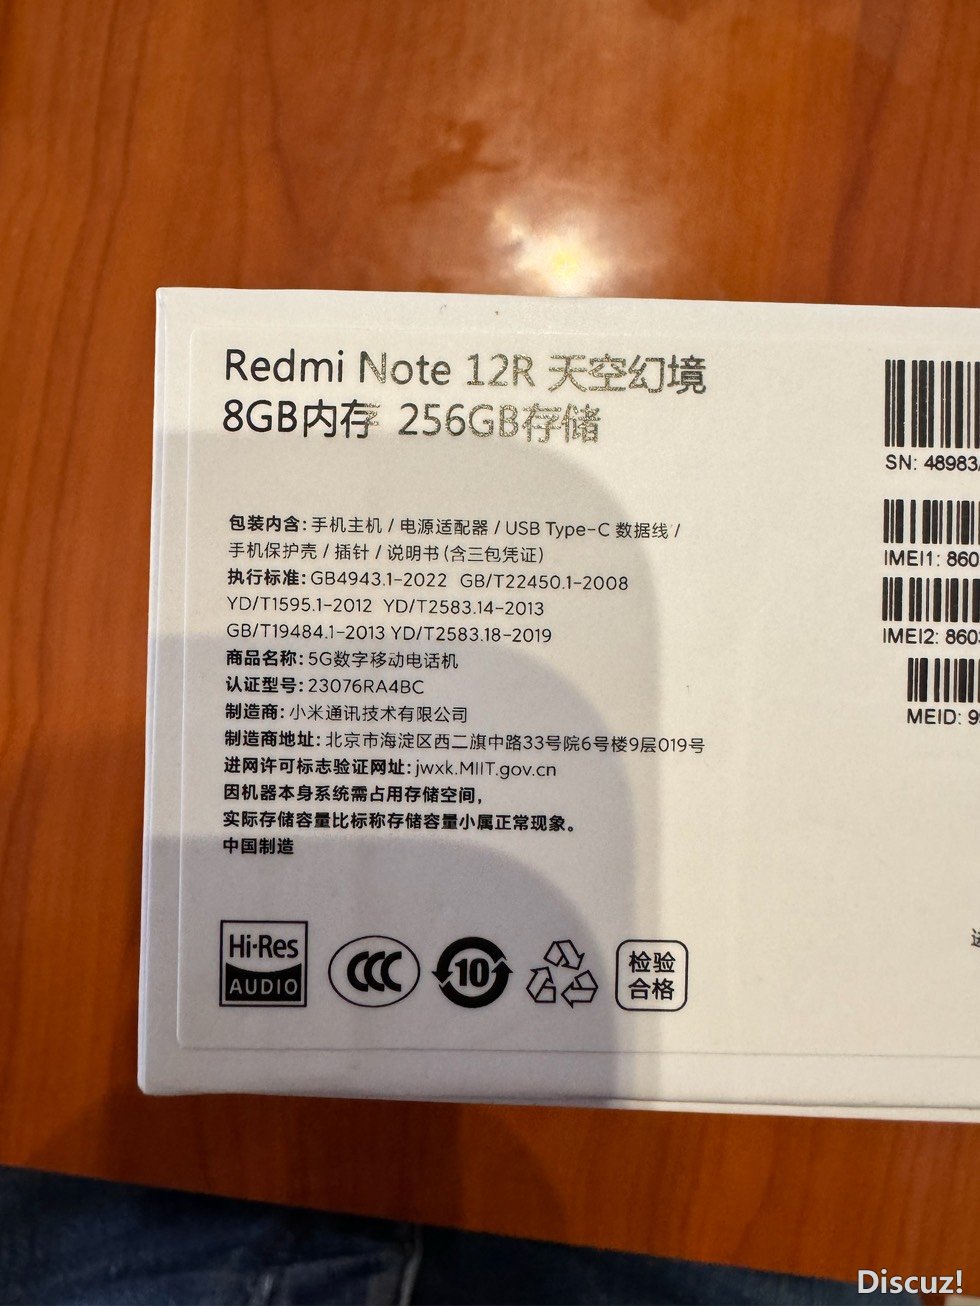 Redmi Note 12R 天空幻境
8GB内存 256GB存储
包装内含: 手机主机 / 电源适配器 / USB Type-C 数据线 /
手机保护壳 / 插针 / 说明书(含三包凭证)
执行标准: GB4943.1-2022 GB/T22450.1-2008
YD/T1595.1-2012 YD/T2583.14-2013
GB/T19484.1-2013 YD/T2583.18-2019
商品名称: 5G数字移动电话机
认证型号: 23076RA4BC
制造商: 小米通讯技术有限公司
制造商地址: 北京市海淀区西二旗中路33号院6号楼9层019号
进网许可标志验证网址: jwxk.MIIT.gov.cn
因机器本身系统需占用存储空间,
实际存储容量比标称存储容量小属正常现象。
中国制造
Hi-Res
AUDIO
CCC
10
检验
合格
SN: 48983
IMEI1: 860
IMEI2: 860
MEID: 9
Discuz!